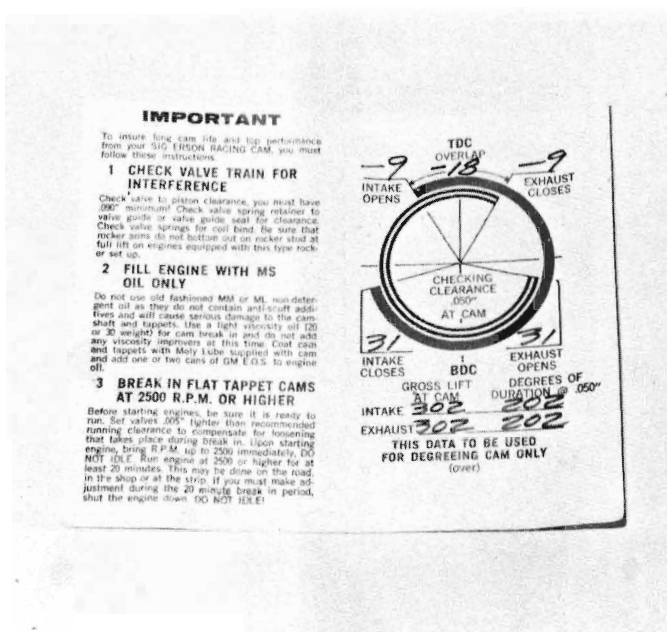 IMPORTANT
To insure long cam life and top performance
from your SIG ERSON RACING CAM, you must
follow these instructions
1 CHECK VALVE TRAIN FOR
INTERFERENCE
Check valve to piston clearance, you must have
.090" minimum! Check valve spring retainer to
valve guide or valve guide seal for clearance.
Check valve springs for coil bind. Be sure that
rocker arms do not bottom out on rocker stud at
full lift on engines equipped with this type rock-
er set up.
2 FILL ENGINE WITH MS
OIL ONLY
Do not use old fashioned MM or ML non-deter-
gent oil as they do not contain anti-scuff addi-
tives and will cause serious damage to the cam-
shaft and tappets. Use a light viscosity oil (20
or 30 weight) for cam break in and do not add
any viscosity improvers at this time. Coat cam
and tappets with Moly Lube supplied with cam
and add one or two cans of GM E.O.S. to engine
oil.
3 BREAK IN FLAT TAPPET CAMS
AT 2500 R.P.M. OR HIGHER
Before starting engines, be sure it is ready to
run. Set valves .005" tighter than recommended
running clearance to compensate for loosening
that takes place during break in. Upon starting
engine, bring R.P.M. up to 2500 immediately, DO
NOT IDLE. Run engine at 2500 or higher for at
least 20 minutes. This may be done on the road,
in the shop or at the strip. If you must make ad-
justment during the 20 minute break in period,
shut the engine down. DO NOT IDLE!
TDC
OVERLAP
-9 -18 -9
INTAKE
OPENS
EXHAUST
CLOSES
CHECKING
CLEARANCE
.050"
AT CAM
31
INTAKE
CLOSES
BDC
31
EXHAUST
OPENS
GROSS LIFT
AT CAM
DEGREES OF
DURATION @ .050"
INTAKE 302 202
EXHAUST 302 202
THIS DATA TO BE USED
FOR DEGREEING CAM ONLY
(over)